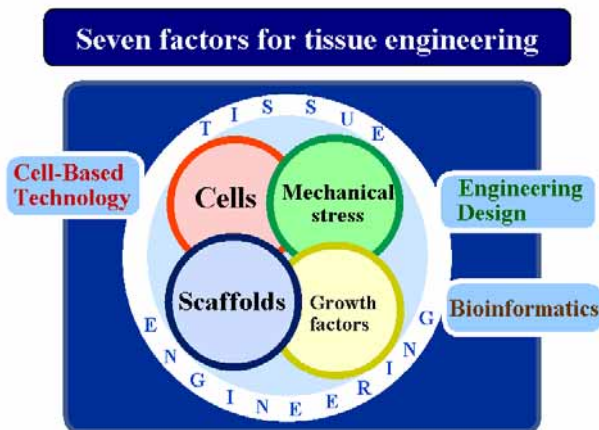 Seven factors for tissue engineering
TISSUE
Cell-Based
Technology
Cells
Mechanical
stress
Engineering
Design
Scaffolds
Growth
factors
Bioinformatics
ENGINEERING